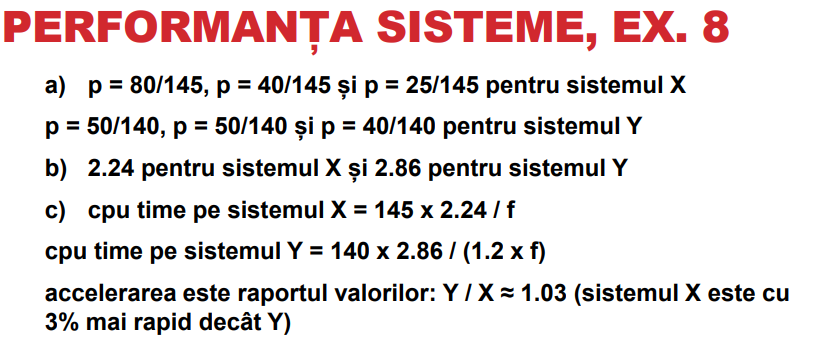 PERFORMANȚA SISTEME, EX. 8
a) p = 80/145, p = 40/145 și p = 25/145 pentru sistemul X
p = 50/140, p = 50/140 și p = 40/140 pentru sistemul Y
b) 2.24 pentru sistemul X și 2.86 pentru sistemul Y
c) cpu time pe sistemul X = 145 x 2.24 / f
cpu time pe sistemul Y = 140 x 2.86 / (1.2 x f)
accelerarea este raportul valorilor: Y / X ≈ 1.03 (sistemul X este cu
3% mai rapid decât Y)